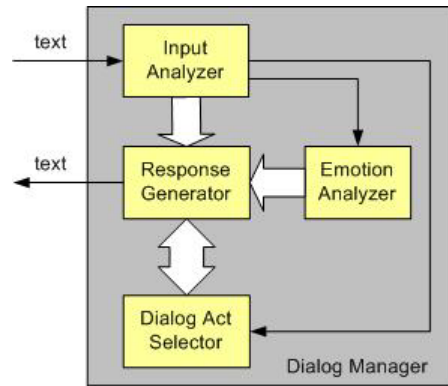 text
Input
Analyzer
text
Response
Generator
Emotion
Analyzer
Dialog Act
Selector
Dialog Manager